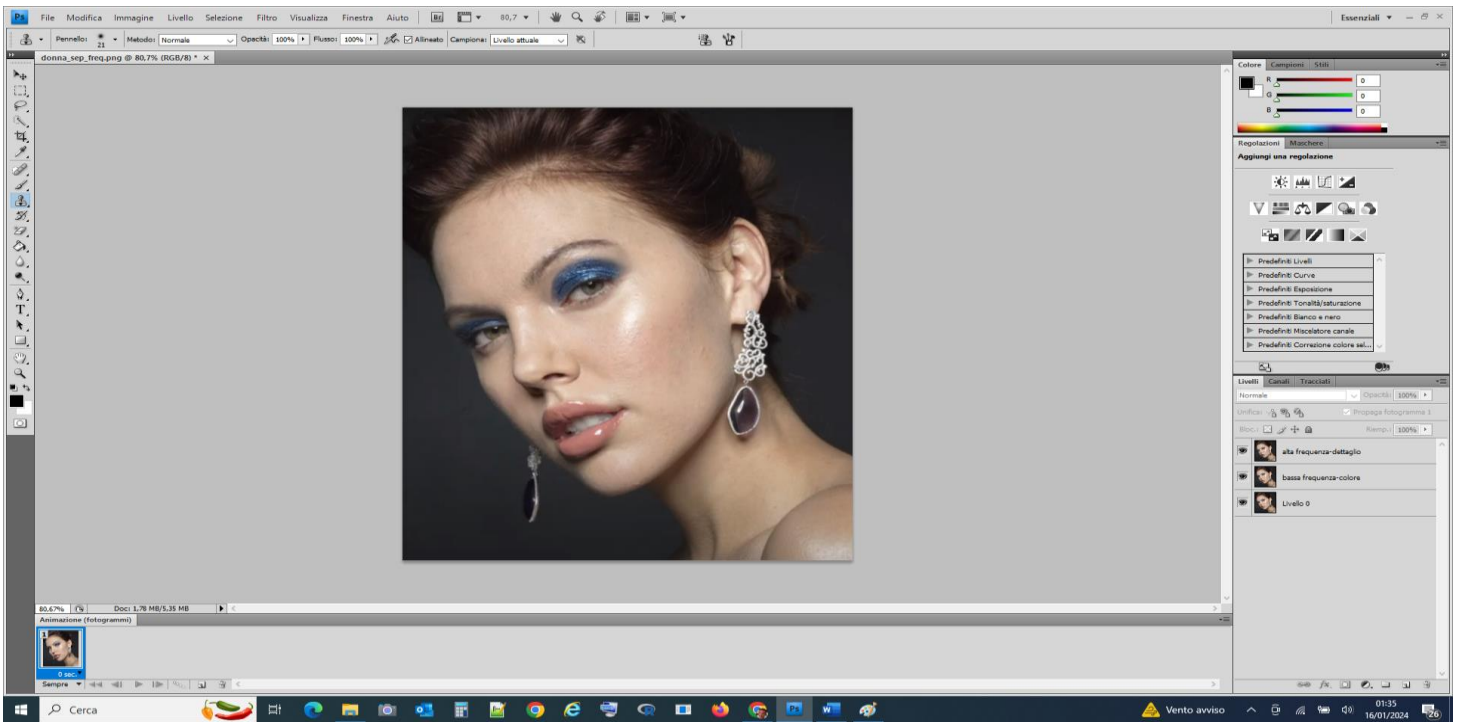 Ps File Modifica Immagine Livello Selezione Filtro Visualizza Finestra Aiuto Br 80,7 Essenziali
Pennello: 21 Metodo: Normale Opacità: 100% Flusso: 100% Allineato Campione: Livello attuale
donna_sep_freq.png @ 80,7% (RGB/8) * ×
Colore Campioni Stili
R 0
G 0
B 0
Regolazioni Maschere
Aggiungi una regolazione
Predefiniti Livelli
Predefiniti Curve
Predefiniti Esposizione
Predefiniti Tonalità/saturazione
Predefiniti Bianco e nero
Predefiniti Miscelatore canale
Predefiniti Correzione colore sel...
Livelli Canali Tracciati
Normale Opacità: 100%
Unifica: Propaga fotogramma 1
Bloc.: Riemp.: 100%
alta frequenza-dettaglio
bassa frequenza-colore
Livello 0
80,67% Doc: 1,78 MB/5,35 MB
Animazione (fotogrammi)
1
0 sec.
Sempre
Cerca
Vento avviso
01:35
16/01/2024
26